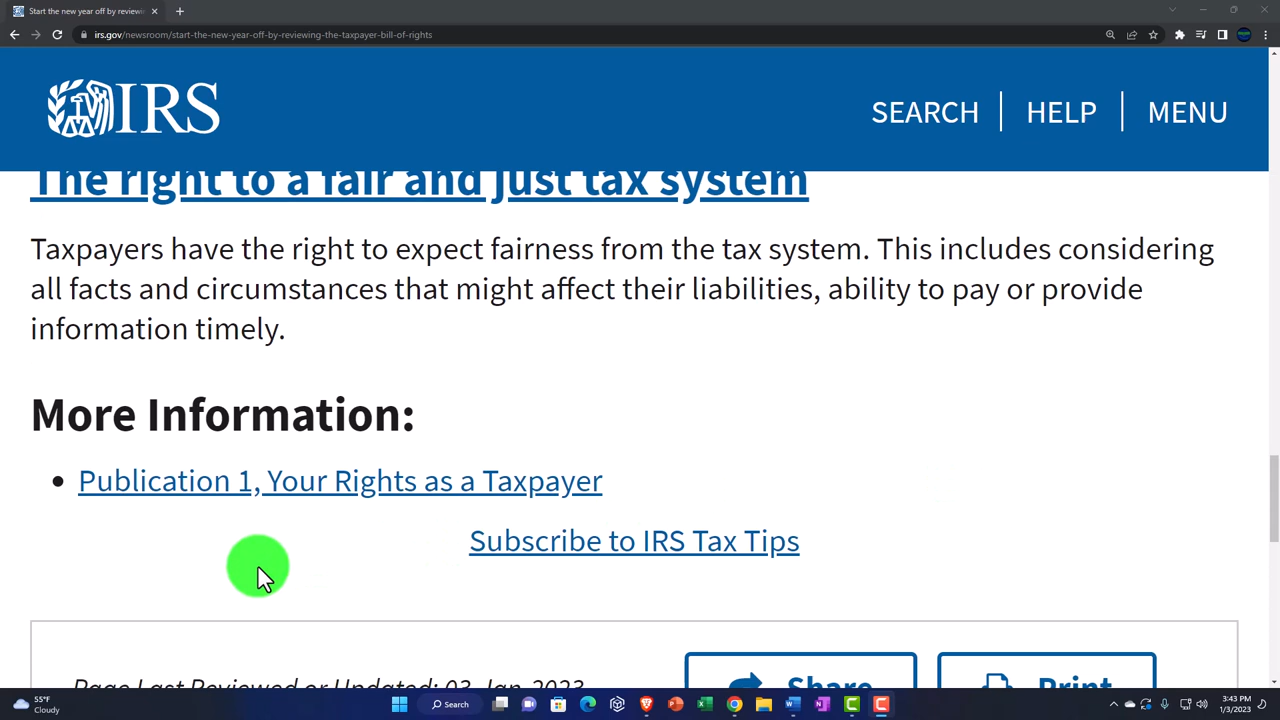 Start the new year off by reviewin
irs.gov/newsroom/start-the-new-year-off-by-reviewing-the-taxpayer-bill-of-rights
IRS
SEARCH
HELP
MENU
The right to a fair and just tax system
Taxpayers have the right to expect fairness from the tax system. This includes considering
all facts and circumstances that might affect their liabilities, ability to pay or provide
information timely.
More Information:
Publication 1, Your Rights as a Taxpayer
Subscribe to IRS Tax Tips
Page Last Reviewed or Updated: 03-Jan-2023
Share
Print
55°F
Cloudy
Search
3:43 PM
1/3/2023